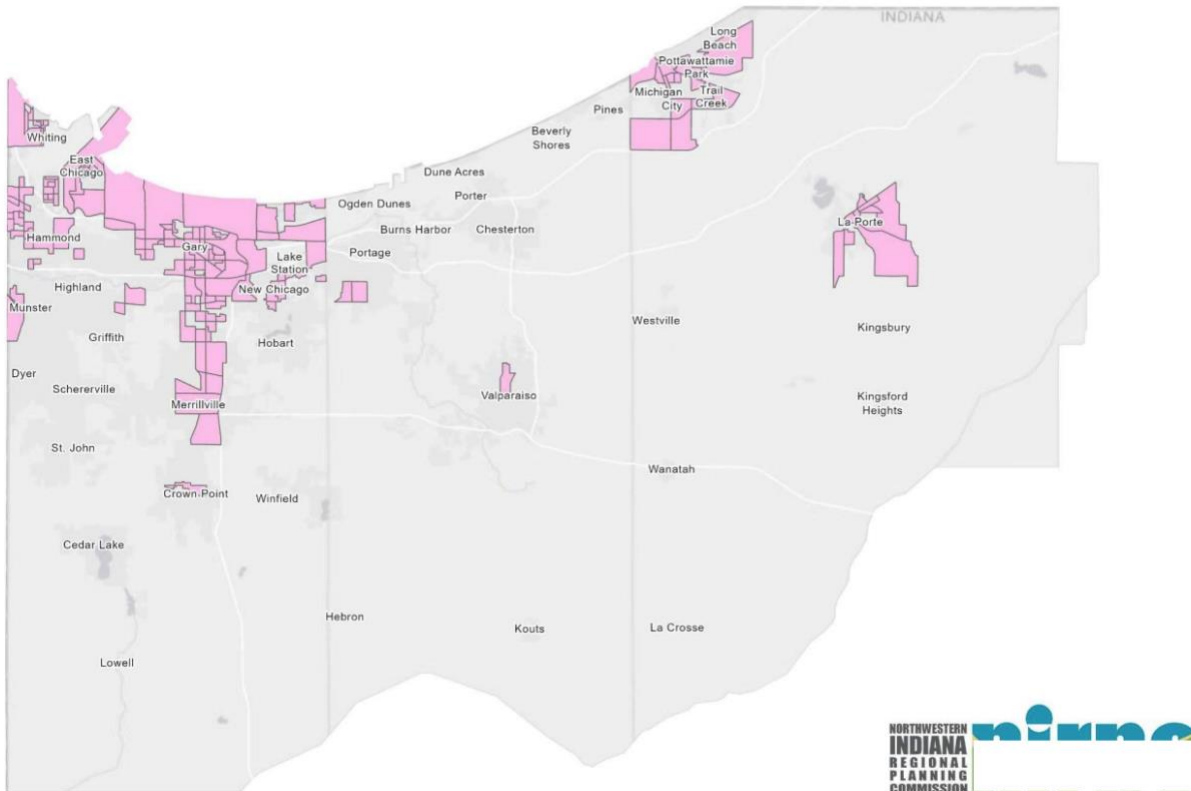 INDIANA
Long
Beach
Pottawattamie
Park
Michigan
City
Trail
Creek
Pines
Beverly
Shores
Whiting
East
Chicago
Dune Acres
Porter
Ogden Dunes
Burns Harbor
Chesterton
La Porte
Hammond
Gary
Lake
Station
Portage
Highland
New Chicago
Munster
Griffith
Hobart
Westville
Kingsbury
Dyer
Schererville
Merrillville
Valparaiso
Kingsford
Heights
St. John
Wanatah
Crown Point
Winfield
Cedar Lake
Hebron
Kouts
La Crosse
Lowell
NORTHWESTERN
INDIANA
REGIONAL
PLANNING
COMMISSION